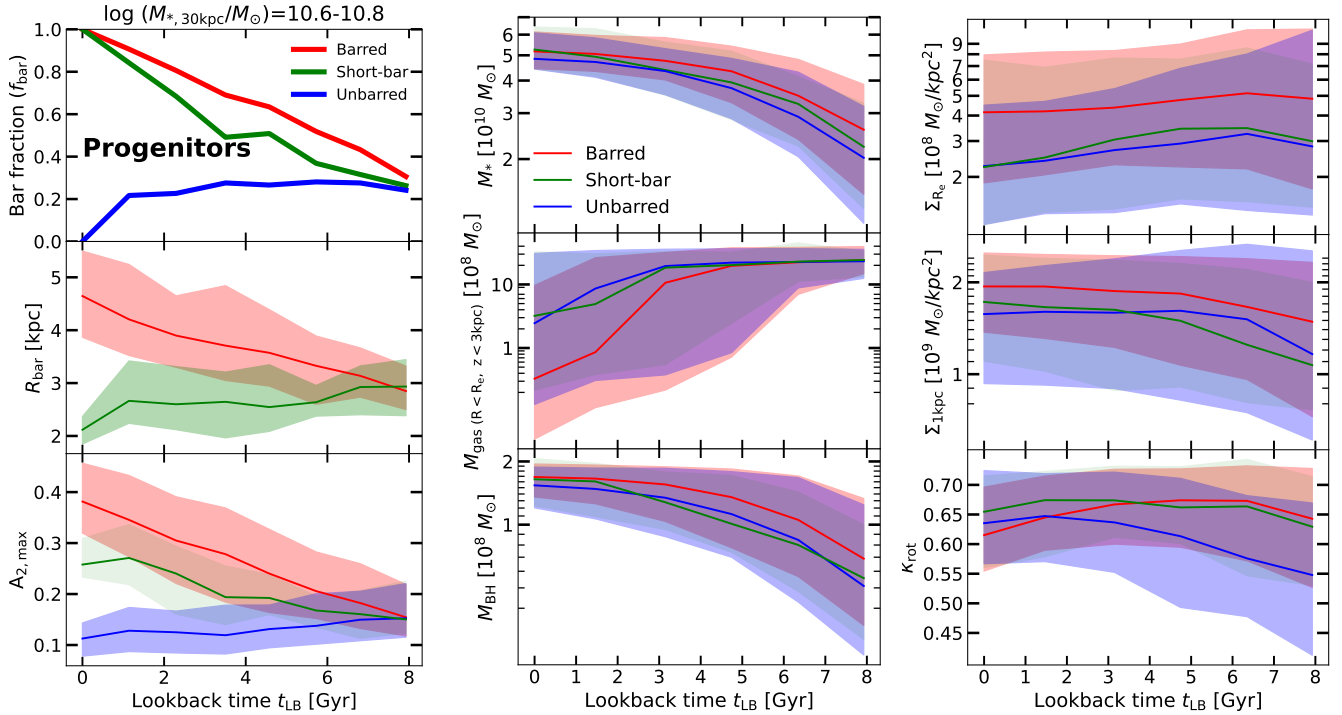 log (M*, 30kpc/M⊙)=10.6-10.8
Bar fraction (fbar)
1.0
0.8
0.6
0.4
0.2
0.0
Barred
Short-bar
Unbarred
Progenitors
Rbar [kpc]
5
4
3
2
A2, max
0.4
0.3
0.2
0.1
0 2 4 6 8
Lookback time tLB [Gyr]
M* [10^10 M⊙]
6
5
4
3
2
Barred
Short-bar
Unbarred
Mgas (R < Re, z < 3kpc) [10^8 M⊙]
10
1
MBH [10^8 M⊙]
2
1
0 1 2 3 4 5 6 7 8
Lookback time tLB [Gyr]
ΣRe [10^8 M⊙/kpc^2]
9
7
6
5
4
3
2
Σ1kpc [10^9 M⊙/kpc^2]
2
1
κrot
0.70
0.65
0.60
0.55
0.50
0.45
0 1 2 3 4 5 6 7 8
Lookback time tLB [Gyr]